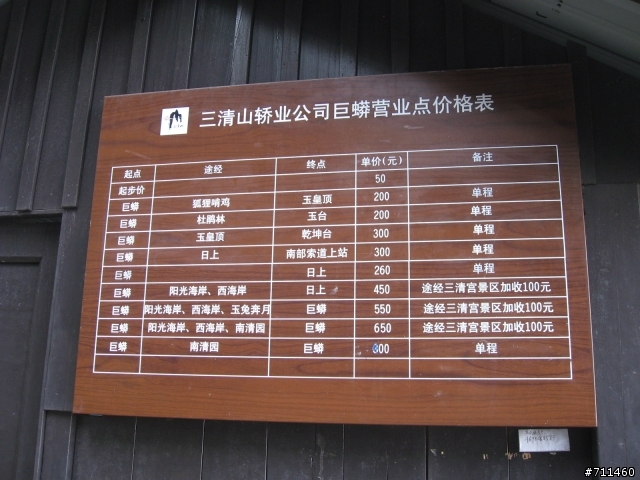 三清山轿业公司巨蟒营业点价格表
起点 途经 终点 单价(元) 备注
起步价 50
巨蟒 狐狸啃鸡 玉皇顶 200 单程
巨蟒 杜鹃林 玉台 200 单程
巨蟒 玉皇顶 乾坤台 300 单程
巨蟒 日上 南部索道上站 300 单程
巨蟒 日上 260 单程
巨蟒 阳光海岸、西海岸 日上 450 途经三清宫景区加收100元
巨蟒 阳光海岸、西海岸、玉兔奔月 巨蟒 550 途经三清宫景区加收100元
巨蟒 阳光海岸、西海岸、南清园 巨蟒 650 途经三清宫景区加收100元
巨蟒 南清园 巨蟒 单程
#711460